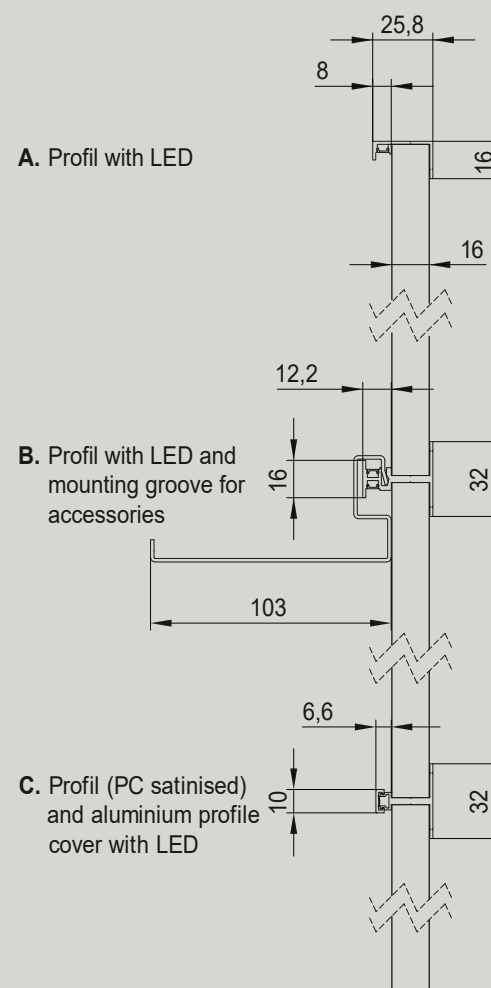 25,8
8
A. Profil with LED
16
16
12,2
B. Profil with LED and
mounting groove for
accessories
16
32
103
6,6
C. Profil (PC satinised)
and aluminium profile
cover with LED
10
32